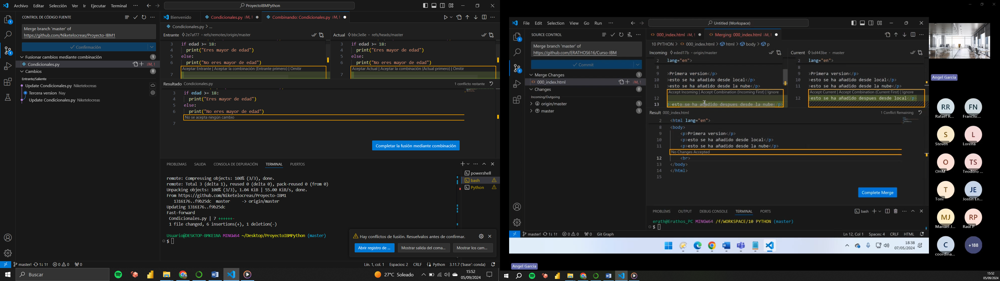 Archivo Editar Selección Ver Ir Ejecutar Terminal ··· ProyectoIBMPython
CONTROL DE CÓDIGO FUENTE
Merge branch 'master' of
https://github.com/Niketelocreas/Proyecto-IBM1
Confirmación
Fusionar cambios mediante combinación 1
Condicionales.py ↓M, !
Cambios 0
Entrante/Saliente
Update Condicionales.py Niketelocreas
Tercera version Nay
Update Condicionales.py Niketelocreas
Bienvenido Condicionales.py ↓M, ! Combinando: Condicionales.py ↓M, !
Condicionales.py > ...
Entrante 2e7af77 • refs/remotes/origin/master
3 if edad >= 18:
4 print("Eres mayor de edad")
5 else:
6 print("No eres mayor de edad")
Aceptar Entrante | Aceptar la combinación (Entrante primero) | Omitir
7
Actual bbc3e8e • refs/heads/master
3 if edad >= 18:
4 print("Eres mayor de edad")
5 else:
6 print("No eres mayor de edad")
Aceptar Actual | Aceptar la combinación (Actual primero) | Omitir
7
Resultado Condicionales.py 1 conflicto restante
3 if edad >= 18:
4 print("Eres mayor de edad")
5 else:
6 print("No eres mayor de edad")
No se acepta ningún cambio
7
Completar la fusión mediante combinación
PROBLEMAS SALIDA CONSOLA DE DEPURACIÓN TERMINAL PUERTOS
powershell
bash
Python
remote: Compressing objects: 100% (3/3), done.
remote: Total 3 (delta 1), reused 0 (delta 0), pack-reused 0 (from 0)
Unpacking objects: 100% (3/3), 1.04 KiB | 55.00 KiB/s, done.
From https://github.com/Niketelocreas/Proyecto-IBM1
1316176..f9b25dc master -> origin/master
Updating 1316176..f9b25dc
Fast-forward
Condicionales.py | 7 ++++++-
1 file changed, 6 insertions(+), 1 deletion(-)
Usuario@DESKTOP-BMKE1NA MINGW64 ~/Desktop/ProyectoIBMPython (master)
$
Hay conflictos de fusión. Resuelvalos antes de confirmar.
Abrir registro de ... Mostrar salida del coma... Mostrar los cam...
master! 1↓ 1↑ 0 0 0 Lín. 1, col. 1 Espacios: 2 CRLF Python 3.11.7 ('base': conda)
Buscar 27°C Soleado 15:52
05/09/2024
File Edit Selection View Go Run ··· Untitled (Workspace)
SOURCE CONTROL
Merge branch 'master' of
https://github.com/ERATHOS616/Curso-IBM
Commit
Merge Changes 1
000_index.html ↓M, !
Changes 0
Incoming/Outgoing
origin/master 1
master 1
000_index.html ↓M, ! Merging: 000_index.html ↓M, !
10 PYTHON > 000_index.html > html > body > p
Incoming eded17b • origin/master
2 lang="en">
8
9 >Primera version</p>
10 >esto se ha añadido desde local</p>
11 >esto se ha añadido desde la nube</p>
Accept Incoming | Accept Combination (Incoming First) | Ignore
12
13 p>esto se ha añadido despues desde la nube</p>
Current bd443be • master
2 lang="en">
8
9 >Primera version</p>
10 >esto se ha añadido desde local</p>
11 >esto se ha añadido desde la nube</p>
Accept Current | Accept Combination (Current First) | Ignore
12 >esto se ha añadido despues desde local</p>
Result 000_index.html 1 Conflict Remaining
2 <html lang="en">
8 <body>
9 <p>Primera version</p>
10 <p>esto se ha añadido desde local</p>
11 <p>esto se ha añadido desde la nube</p>
No Changes Accepted
12 <br>
13 </body>
14 </html>
15
Complete Merge
PROBLEMS OUTPUT DEBUG CONSOLE TERMINAL PORTS bash
erath@Erathos_PC MINGW64 /f/WORKSPACE/10 PYTHON (master)
$
master! 1↓ 1↑ 0 0 0 Git Graph Ln 12, Col 1 Spaces: 4 CRLF HTML
18:38
07/05/2024
Angel García
Angel García
RR FN
Rafael R... Francisc...
S L
Steven Lorena
O TS
OHM Teodoro ...
T JE
Toni Jostin En...
MJ RP
Manuel J... Raúl P
C +188
coordina...
15:52
05/09/2024